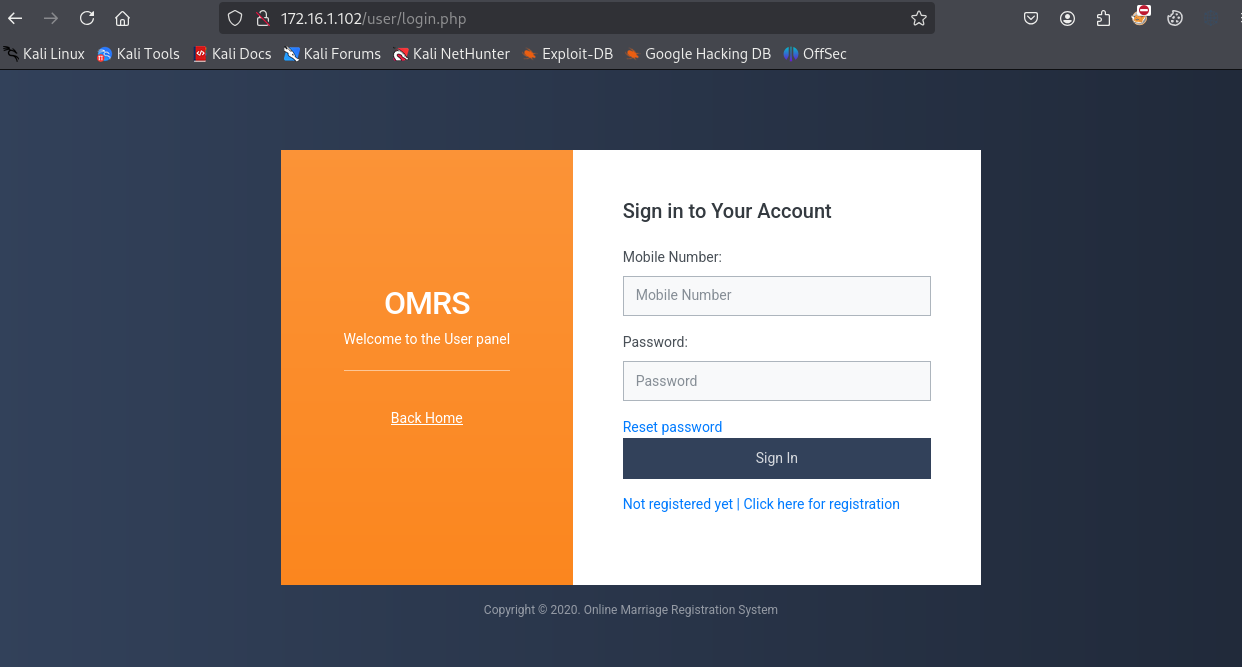 172.16.1.102/user/login.php
Kali Linux Kali Tools Kali Docs Kali Forums Kali NetHunter Exploit-DB Google Hacking DB OffSec
OMRS
Welcome to the User panel
Back Home
Sign in to Your Account
Mobile Number:
Mobile Number
Password:
Password
Reset password
Sign In
Not registered yet | Click here for registration
Copyright © 2020. Online Marriage Registration System